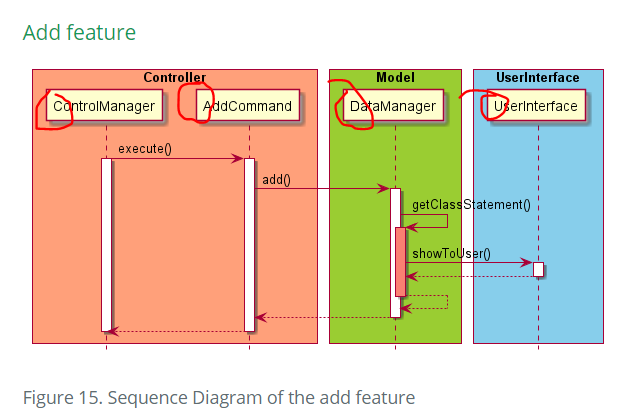 Add feature
Controller
Model
UserInterface
ControlManager
AddCommand
DataManager
UserInterface
execute()
add()
getClassStatement()
showToUser()
Figure 15. Sequence Diagram of the add feature